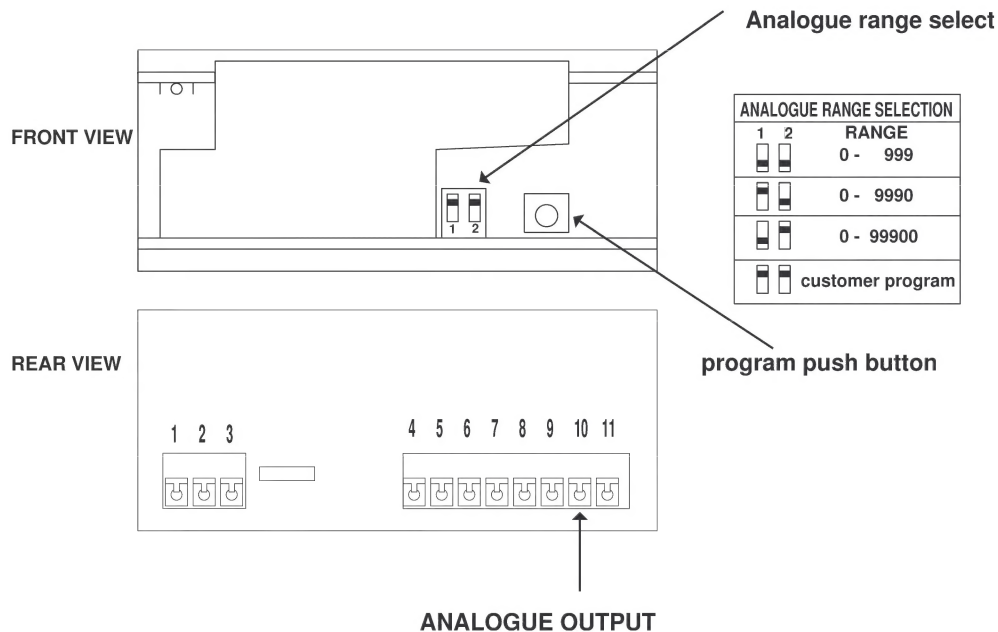 Analogue range select
FRONT VIEW
1 2
ANALOGUE RANGE SELECTION
1 2 RANGE
0 - 999
0 - 9990
0 - 99900
customer program
program push button
REAR VIEW
1 2 3
4 5 6 7 8 9 10 11
ANALOGUE OUTPUT